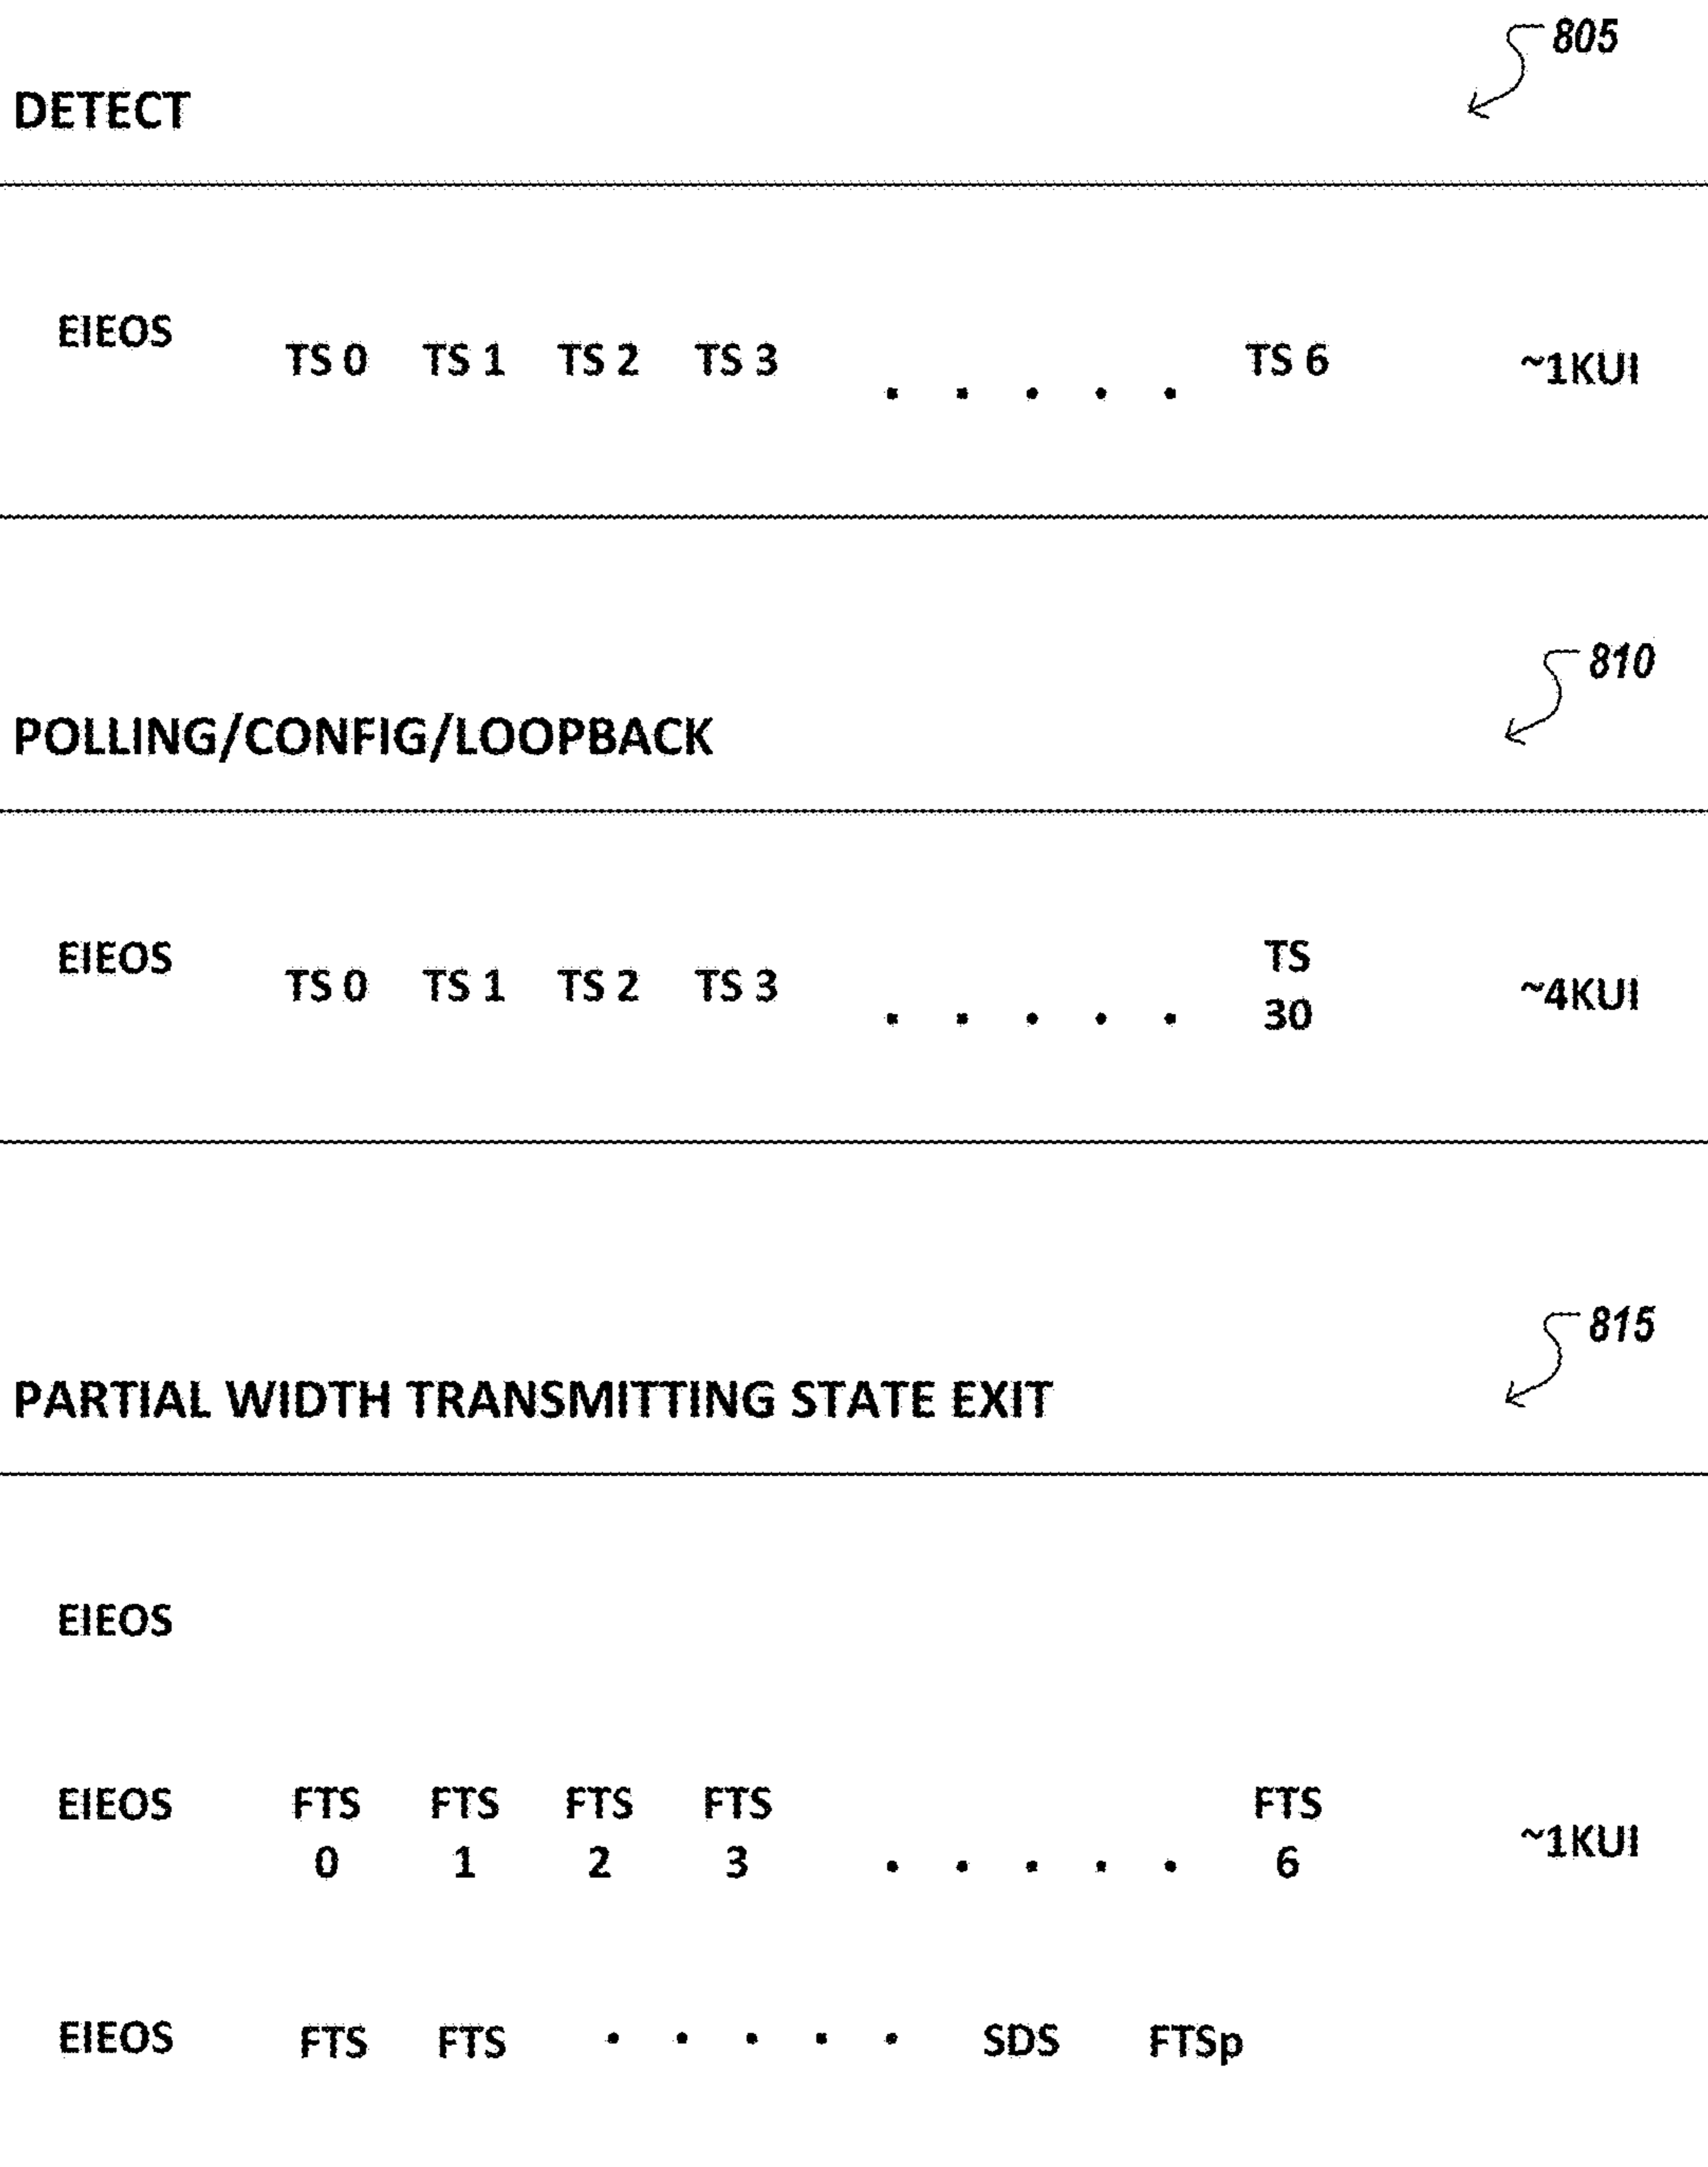 805
DETECT
EIEOS TS 0 TS 1 TS 2 TS 3 . . . . . TS 6 ~1KUI
810
POLLING/CONFIG/LOOPBACK
EIEOS TS 0 TS 1 TS 2 TS 3 . . . . . TS 30 ~4KUI
815
PARTIAL WIDTH TRANSMITTING STATE EXIT
EIEOS
EIEOS FTS 0 FTS 1 FTS 2 FTS 3 . . . . . FTS 6 ~1KUI
EIEOS FTS FTS . . . . . SDS FTSp